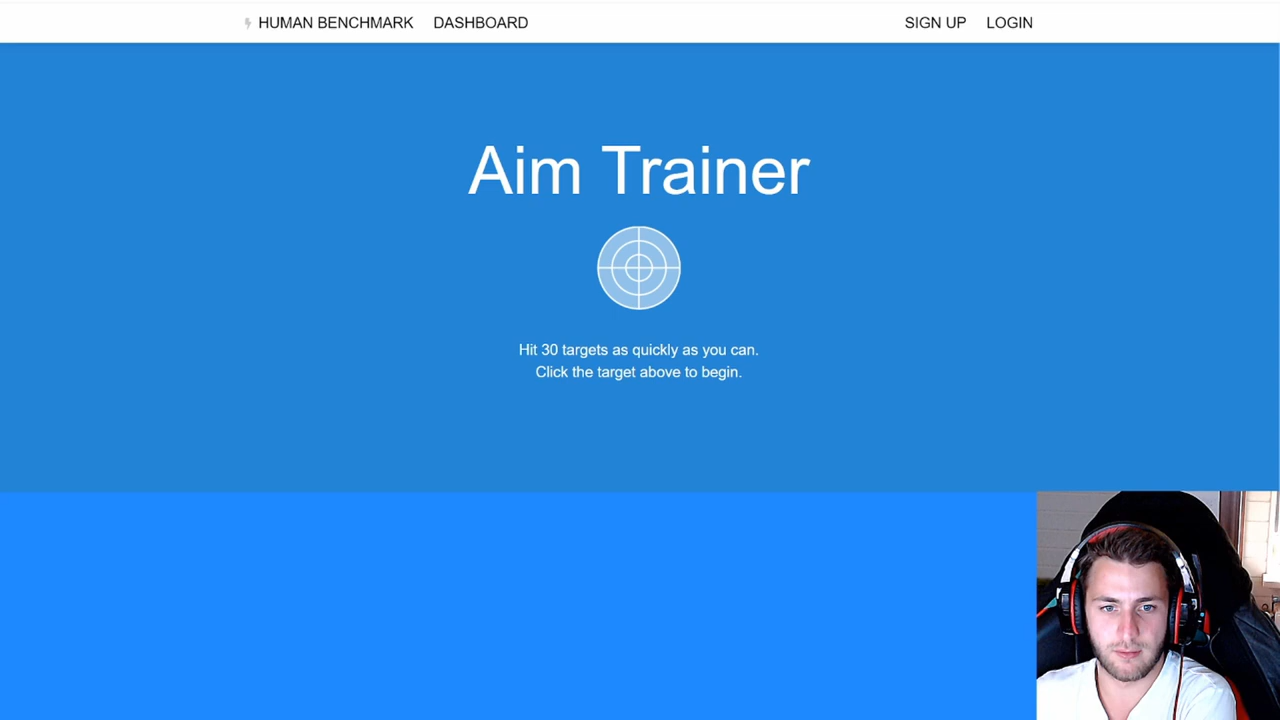 HUMAN BENCHMARK DASHBOARD SIGN UP LOGIN
Aim Trainer
Hit 30 targets as quickly as you can.
Click the target above to begin.